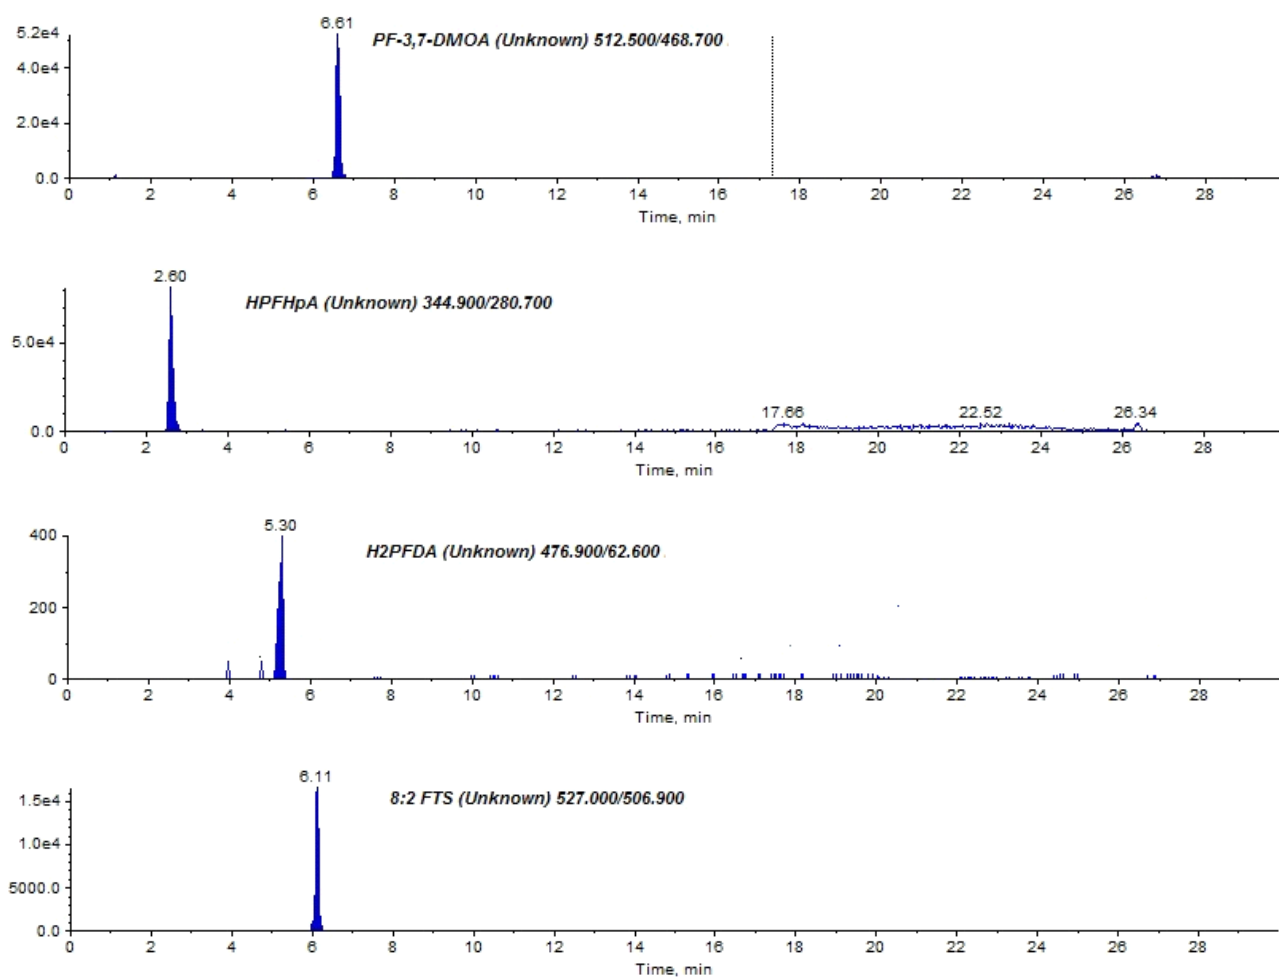 6.61
PF-3,7-DMOA (Unknown) 512.500/468.700
5.2e4
4.0e4
2.0e4
0.0
0 2 4 6 8 10 12 14 16 18 20 22 24 26 28
Time, min
2.60
HPFHpA (Unknown) 344.900/280.700
5.0e4
17.66 22.52 26.34
0.0
0 2 4 6 8 10 12 14 16 18 20 22 24 26 28
Time, min
5.30
400
H2PFDA (Unknown) 476.900/62.600
200
0
0 2 4 6 8 10 12 14 16 18 20 22 24 26 28
Time, min
6.11
8:2 FTS (Unknown) 527.000/506.900
1.5e4
1.0e4
5000.0
0.0
0 2 4 6 8 10 12 14 16 18 20 22 24 26 28
Time, min